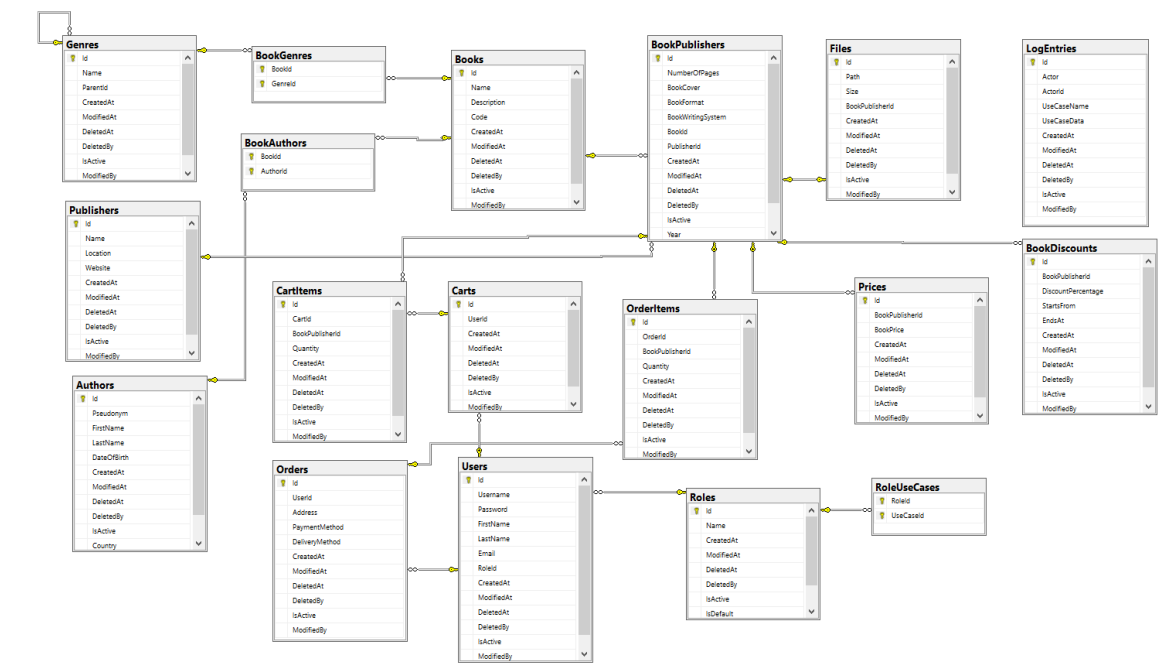 Genres
Id
Name
ParentId
CreatedAt
ModifiedAt
DeletedAt
DeletedBy
IsActive
ModifiedBy
BookGenres
BookId
GenreId
BookAuthors
BookId
AuthorId
Books
Id
Name
Description
Code
CreatedAt
ModifiedAt
DeletedAt
DeletedBy
IsActive
ModifiedBy
BookPublishers
Id
NumberOfPages
BookCover
BookFormat
BookWritingSystem
BookId
PublisherId
CreatedAt
ModifiedAt
DeletedAt
DeletedBy
IsActive
Year
Files
Id
Path
Size
BookPublisherId
CreatedAt
ModifiedAt
DeletedAt
DeletedBy
IsActive
ModifiedBy
LogEntries
Id
Actor
ActorId
UseCaseName
UseCaseData
CreatedAt
ModifiedAt
DeletedAt
DeletedBy
IsActive
ModifiedBy
Publishers
Id
Name
Location
Website
CreatedAt
ModifiedAt
DeletedAt
DeletedBy
IsActive
ModifiedBy
CartItems
Id
CartId
BookPublisherId
Quantity
CreatedAt
ModifiedAt
DeletedAt
DeletedBy
IsActive
ModifiedBy
Carts
Id
UserId
CreatedAt
ModifiedAt
DeletedAt
DeletedBy
IsActive
ModifiedBy
OrderItems
Id
OrderId
BookPublisherId
Quantity
CreatedAt
ModifiedAt
DeletedAt
DeletedBy
IsActive
ModifiedBy
Prices
Id
BookPublisherId
BookPrice
CreatedAt
ModifiedAt
DeletedAt
DeletedBy
IsActive
ModifiedBy
BookDiscounts
Id
BookPublisherId
DiscountPercentage
StartsFrom
EndsAt
CreatedAt
ModifiedAt
DeletedAt
DeletedBy
IsActive
ModifiedBy
Authors
Id
Pseudonym
FirstName
LastName
DateOfBirth
CreatedAt
ModifiedAt
DeletedAt
DeletedBy
IsActive
Country
Orders
Id
UserId
Address
PaymentMethod
DeliveryMethod
CreatedAt
ModifiedAt
DeletedAt
DeletedBy
IsActive
ModifiedBy
Users
Id
Username
Password
FirstName
LastName
Email
RoleId
CreatedAt
ModifiedAt
DeletedAt
DeletedBy
IsActive
ModifiedBy
Roles
Id
Name
CreatedAt
ModifiedAt
DeletedAt
DeletedBy
IsActive
IsDefault
RoleUseCases
RoleId
UseCaseId